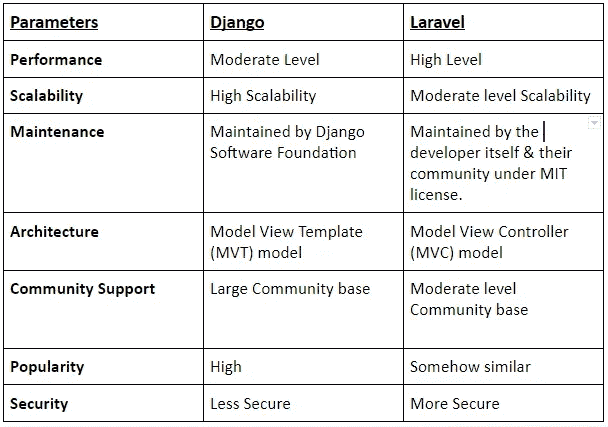 Parameters Django Laravel
Performance Moderate Level High Level
Scalability High Scalability Moderate level Scalability
Maintenance Maintained by Django Maintained by the
Software Foundation developer itself & their
community under MIT
license.
Architecture Model View Template Model View Controller
(MVT) model (MVC) model
Community Support Large Community base Moderate level
Community base
Popularity High Somehow similar
Security Less Secure More Secure